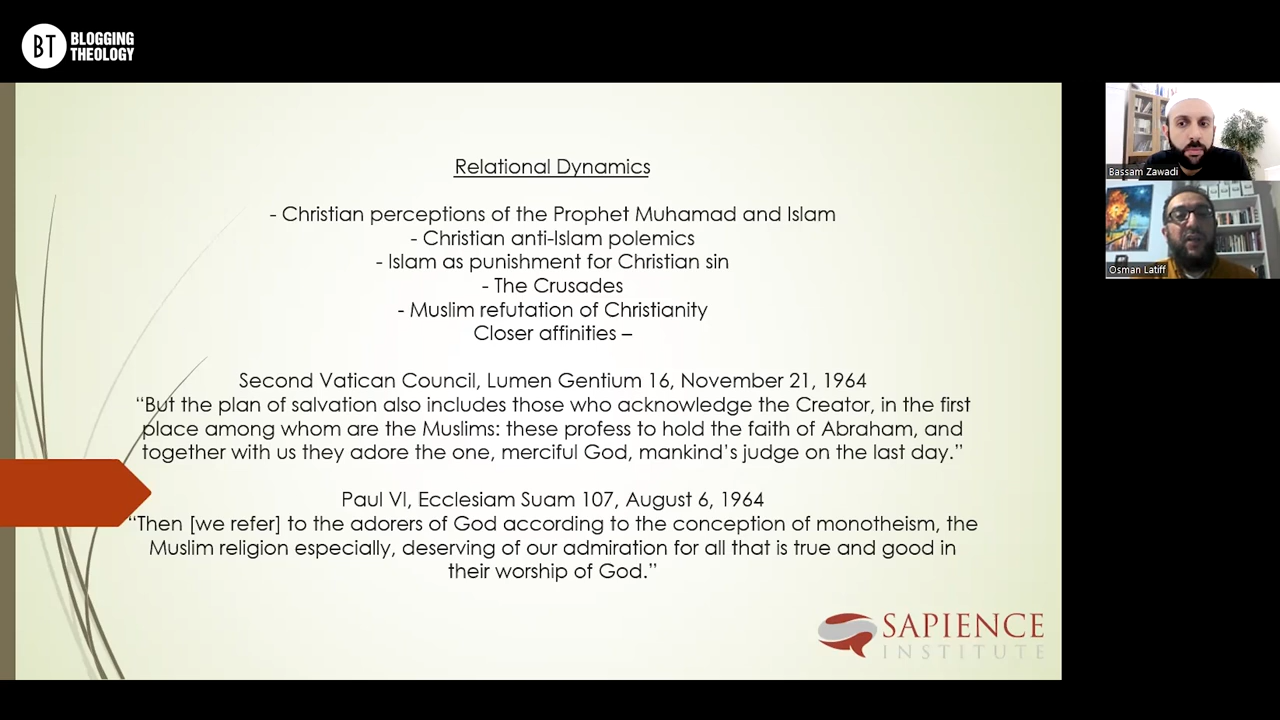 BT BLOGGING
THEOLOGY
Relational Dynamics
- Christian perceptions of the Prophet Muhamad and Islam
- Christian anti-Islam polemics
- Islam as punishment for Christian sin
- The Crusades
- Muslim refutation of Christianity
Closer affinities –
Second Vatican Council, Lumen Gentium 16, November 21, 1964
“But the plan of salvation also includes those who acknowledge the Creator, in the first
place among whom are the Muslims: these profess to hold the faith of Abraham, and
together with us they adore the one, merciful God, mankind’s judge on the last day.”
Paul VI, Ecclesiam Suam 107, August 6, 1964
“Then [we refer] to the adorers of God according to the conception of monotheism, the
Muslim religion especially, deserving of our admiration for all that is true and good in
their worship of God.”
SAPIENCE
INSTITUTE
Bassam Zawadi
Osman Latiff